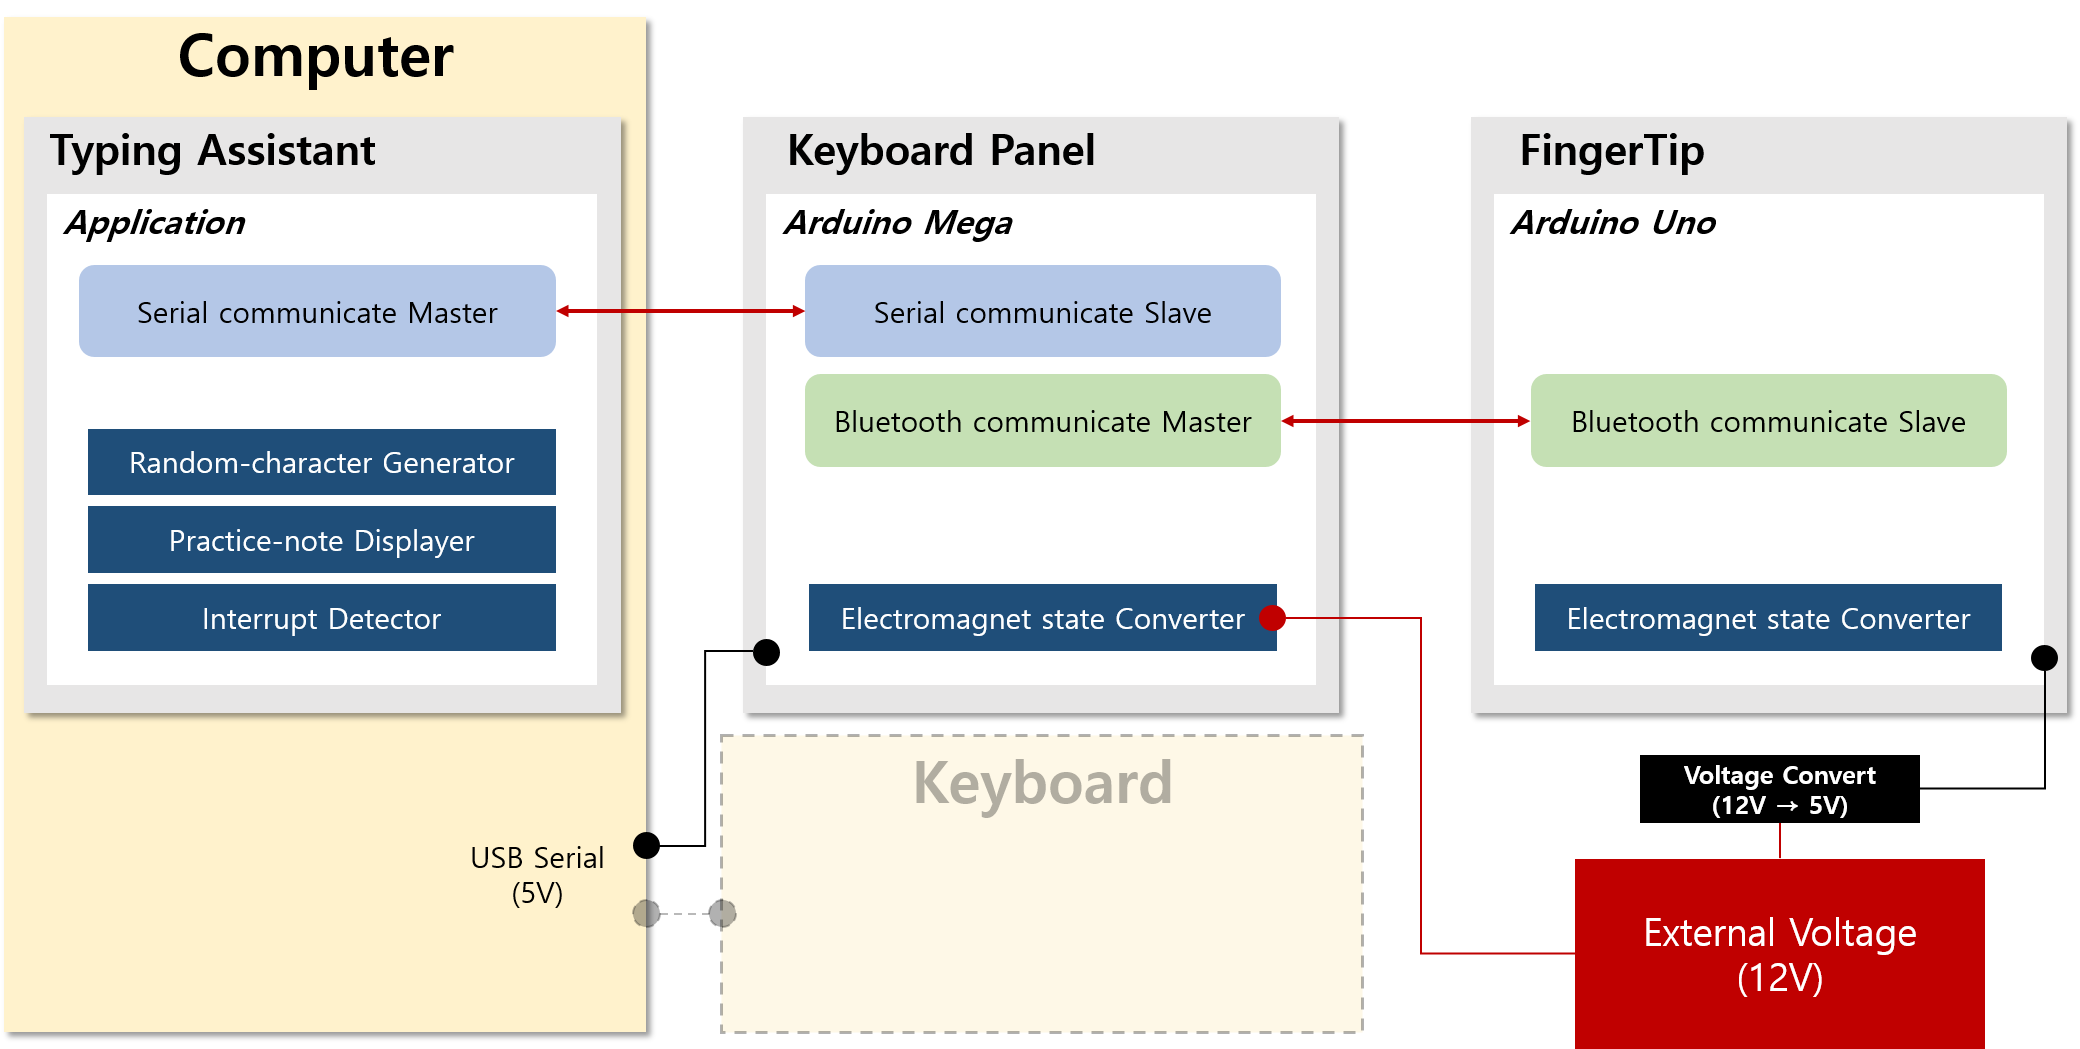 Computer
Typing Assistant
Application
Serial communicate Master
Random-character Generator
Practice-note Displayer
Interrupt Detector
USB Serial
(5V)
Keyboard Panel
Arduino Mega
Serial communicate Slave
Bluetooth communicate Master
Electromagnet state Converter
Keyboard
FingerTip
Arduino Uno
Bluetooth communicate Slave
Electromagnet state Converter
Voltage Convert
(12V → 5V)
External Voltage
(12V)